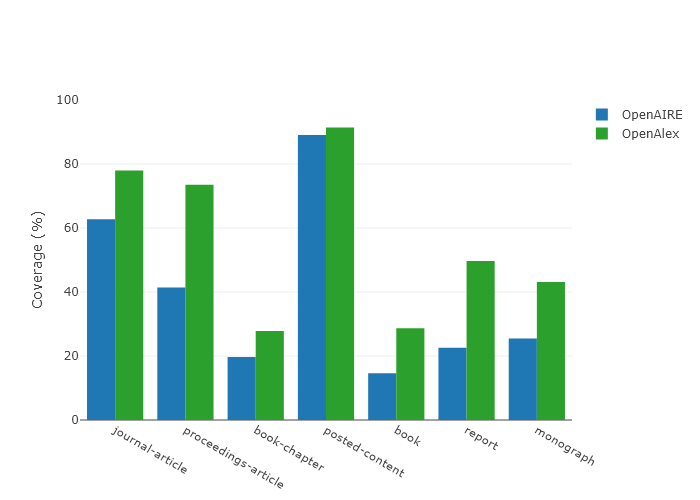 100
80
60
40
20
0
Coverage (%)
journal-article
proceedings-article
book-chapter
posted-content
book
report
monograph
OpenAIRE
OpenAlex